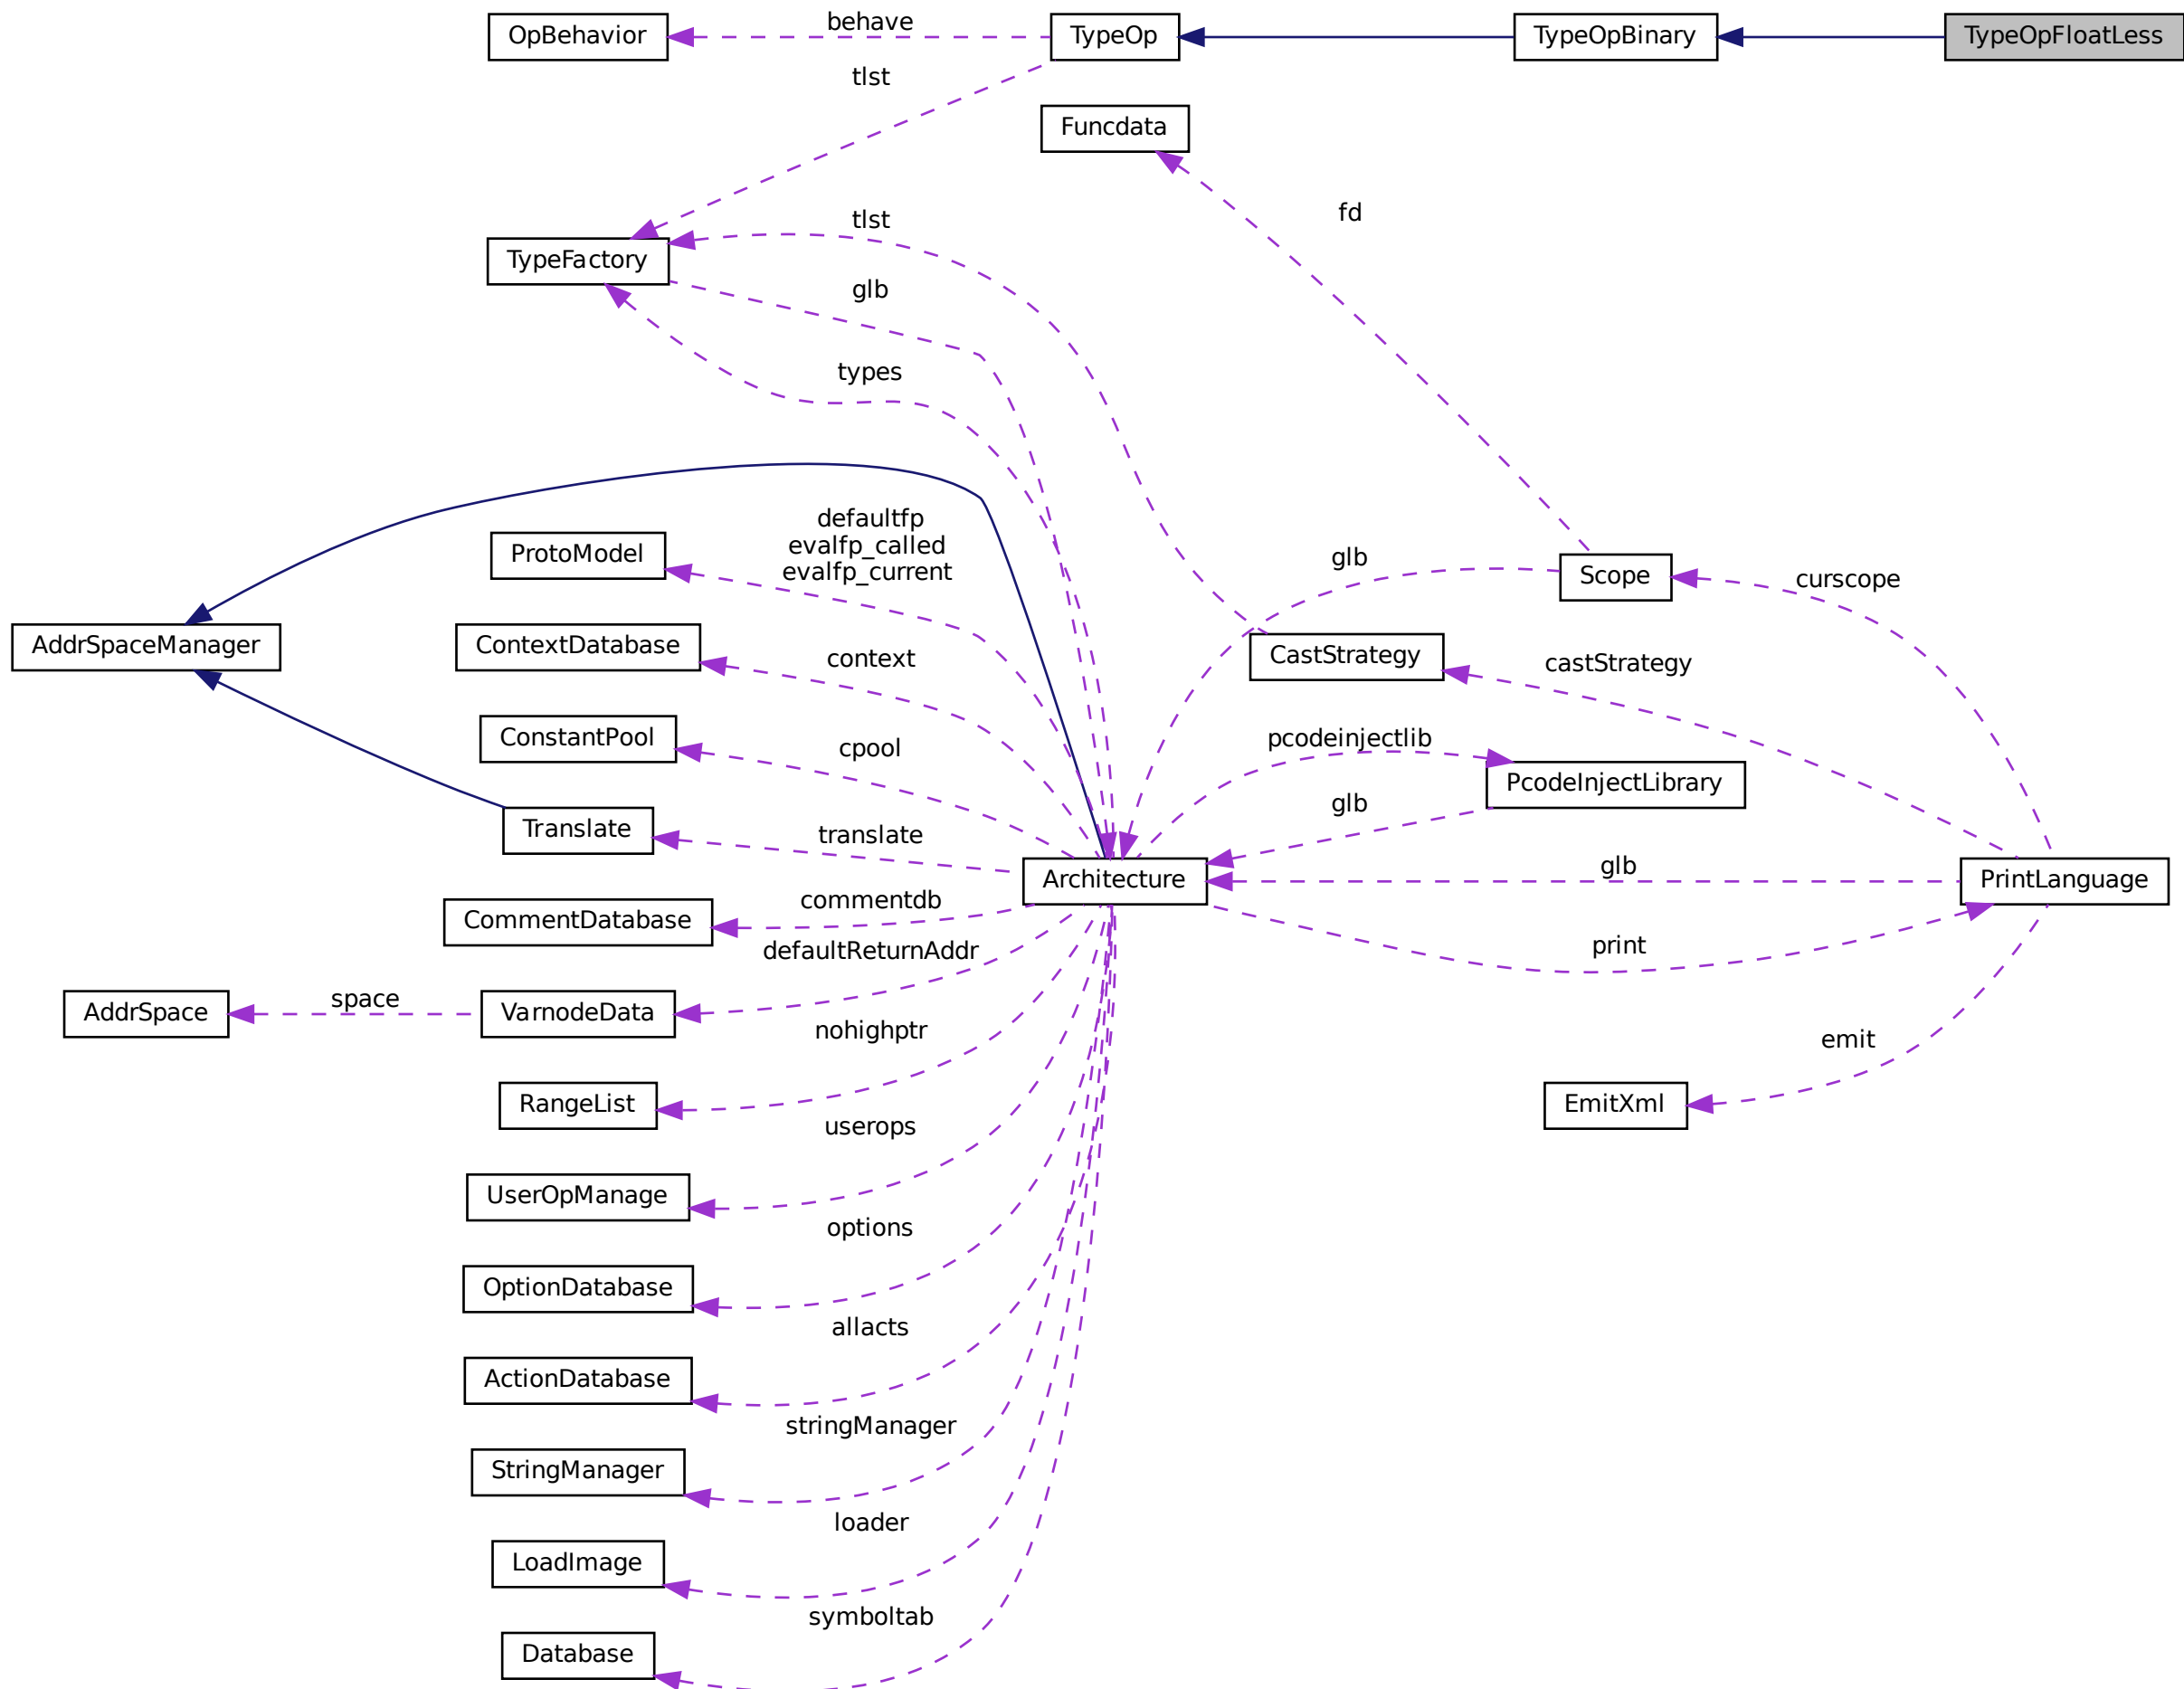 OpBehavior
behave
TypeOp
TypeOpBinary
TypeOpFloatLess
tlst
Funcdata
fd
tlst
TypeFactory
glb
types
defaultfp
evalfp_called
evalfp_current
ProtoModel
glb
Scope
curscope
AddrSpaceManager
ContextDatabase
context
CastStrategy
castStrategy
ConstantPool
cpool
pcodeinjectlib
PcodeInjectLibrary
glb
Translate
translate
Architecture
glb
PrintLanguage
CommentDatabase
commentdb
print
defaultReturnAddr
AddrSpace
space
VarnodeData
nohighptr
emit
RangeList
EmitXml
userops
UserOpManage
options
OptionDatabase
allacts
ActionDatabase
stringManager
StringManager
loader
LoadImage
symboltab
Database